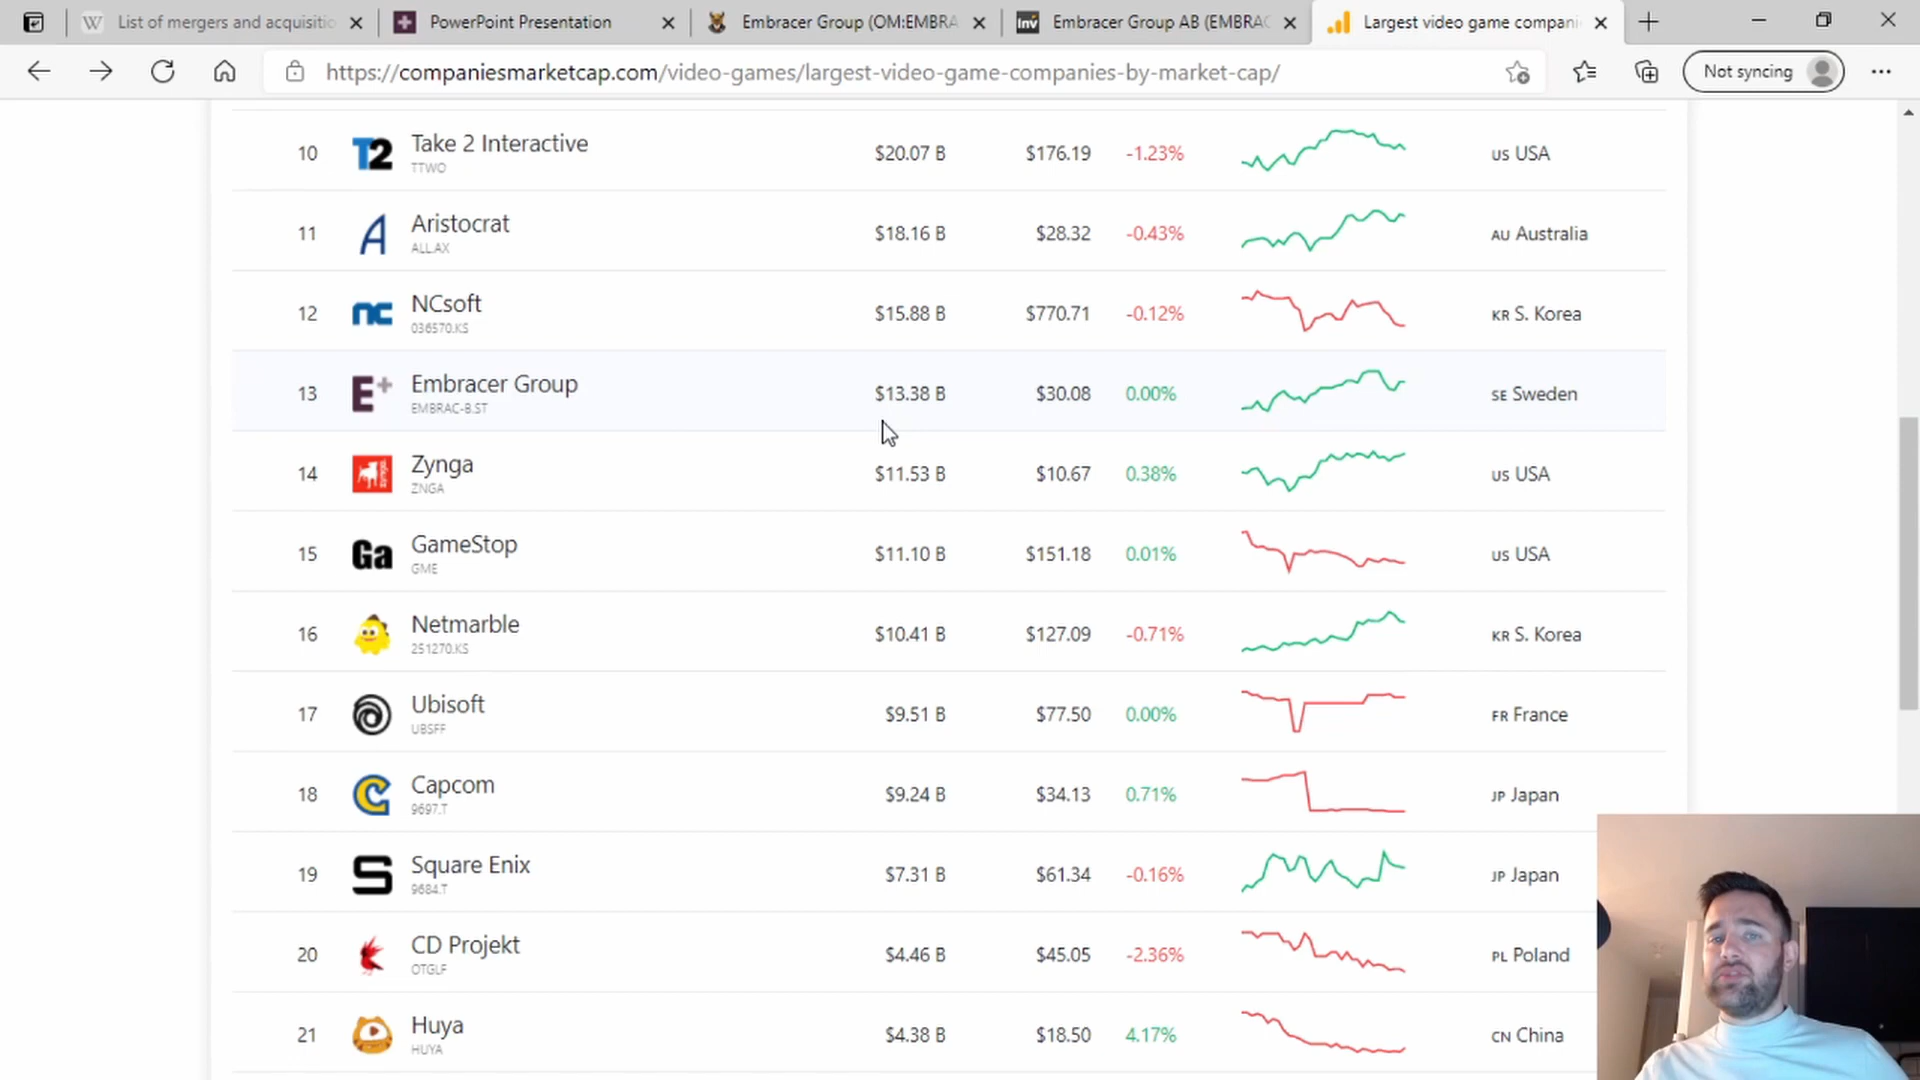 List of mergers and acquisitio
PowerPoint Presentation
Embracer Group (OM:EMBRA
Inv
Embracer Group AB (EMBRAC
Largest video game compani
https://companiesmarketcap.com/video-games/largest-video-game-companies-by-market-cap/
Not syncing
10 T2 Take 2 Interactive $20.07 B $176.19 -1.23% US USA
TTWO
11 Aristocrat $18.16 B $28.32 -0.43% AU Australia
ALL.AX
12 nc NCsoft $15.88 B $770.71 -0.12% KR S. Korea
036570.KS
13 E+ Embracer Group $13.38 B $30.08 0.00% SE Sweden
EMBRAC-B.ST
14 zynga Zynga $11.53 B $10.67 0.38% US USA
ZNGA
15 Ga GameStop $11.10 B $151.18 0.01% US USA
GME
16 Netmarble $10.41 B $127.09 -0.71% KR S. Korea
251270.KS
17 Ubisoft $9.51 B $77.50 0.00% FR France
UBSFF
18 Capcom $9.24 B $34.13 0.71% JP Japan
9697.T
19 Square Enix $7.31 B $61.34 -0.16% JP Japan
9684.T
20 CD Projekt $4.46 B $45.05 -2.36% PL Poland
OTGLF
21 Huya $4.38 B $18.50 4.17% CN China
HUYA